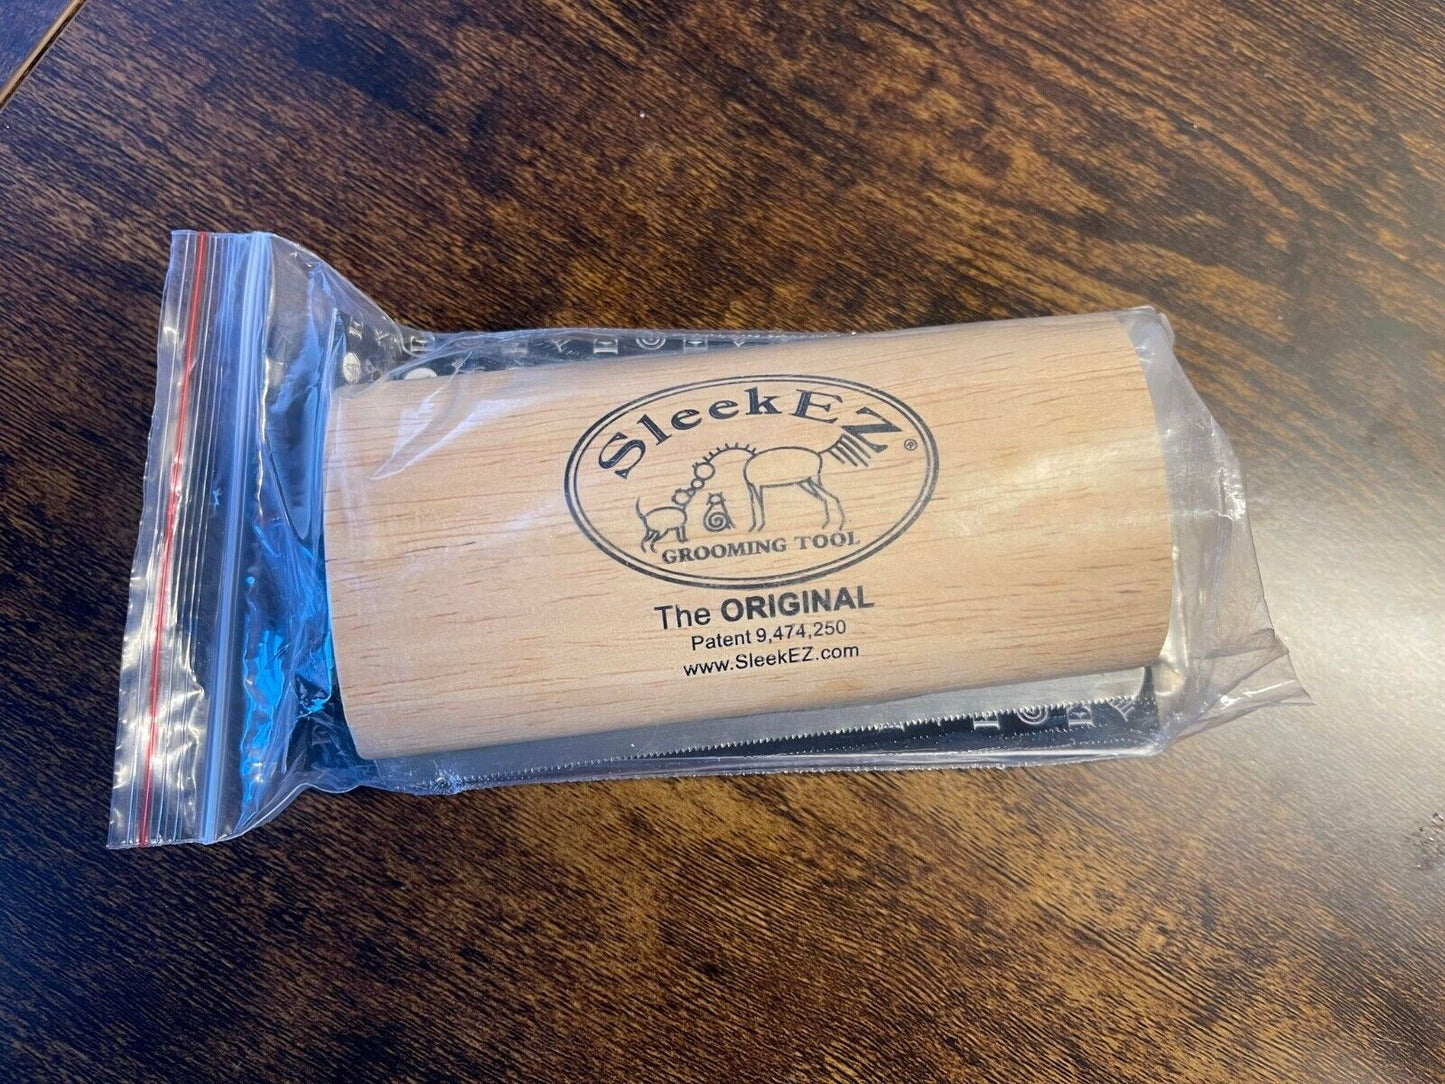 SleekEZ®
GROOMING TOOL
The ORIGINAL
Patent 9,474,250
www.SleekEZ.com